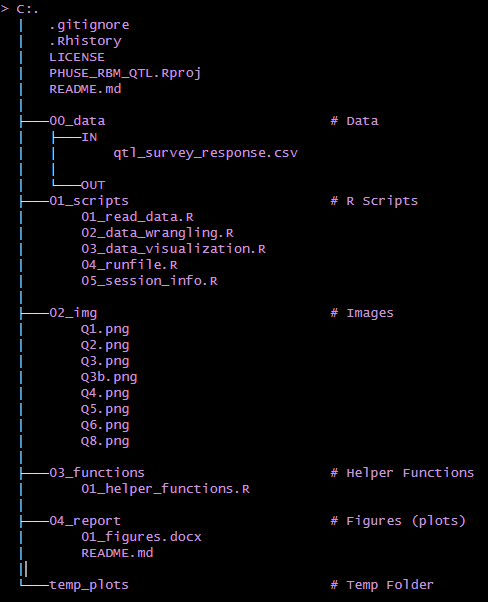 > C:.
│   .gitignore
│   .Rhistory
│   LICENSE
│   PHUSE_RBM_QTL.Rproj
│   README.md
│
├───00_data                            # Data
│   ├───IN
│   │       qtl_survey_response.csv
│   │
│   └───OUT
├───01_scripts                         # R Scripts
│       01_read_data.R
│       02_data_wrangling.R
│       03_data_visualization.R
│       04_runfile.R
│       05_session_info.R
│
├───02_img                             # Images
│       Q1.png
│       Q2.png
│       Q3.png
│       Q3b.png
│       Q4.png
│       Q5.png
│       Q6.png
│       Q8.png
│
├───03_functions                       # Helper Functions
│       01_helper_functions.R
│
├───04_report                          # Figures (plots)
│       01_figures.docx
│       README.md
│
└───temp_plots                         # Temp Folder